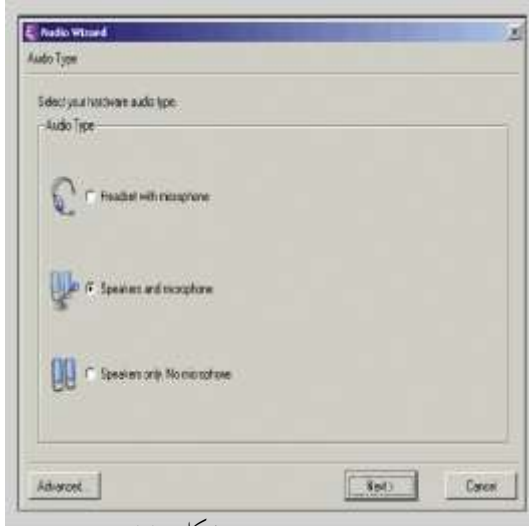 Audio Wizard
Audio Type
Select your hardware audio type.
Audio Type
Headset with microphone
Speakers and microphone
Speakers only. No microphone
Advanced...
Next >
Cancel